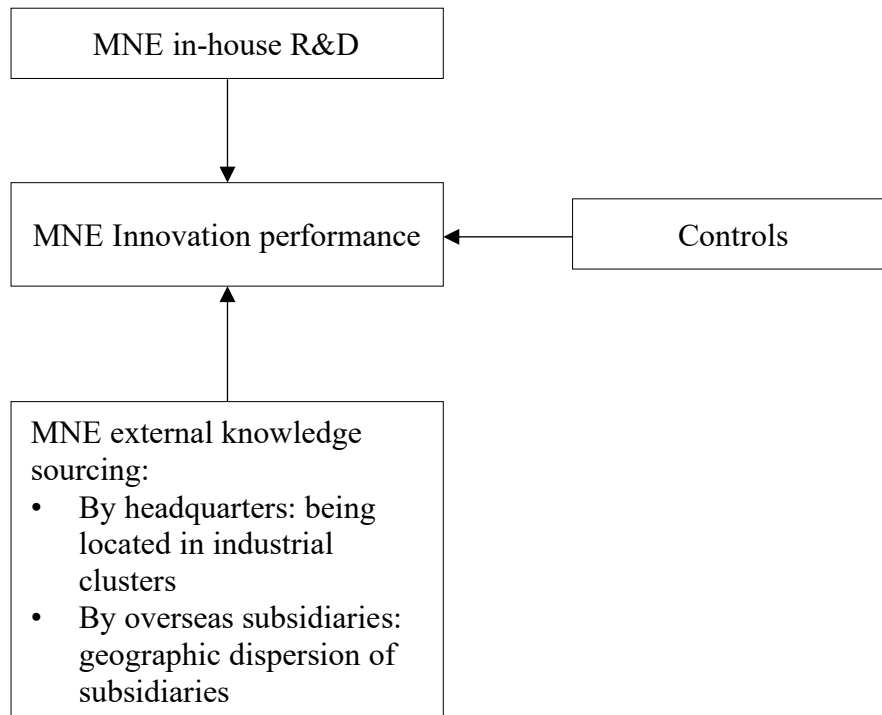 MNE in-house R&D
MNE Innovation performance
Controls
MNE external knowledge
sourcing:
• By headquarters: being
located in industrial
clusters
• By overseas subsidiaries:
geographic dispersion of
subsidiaries